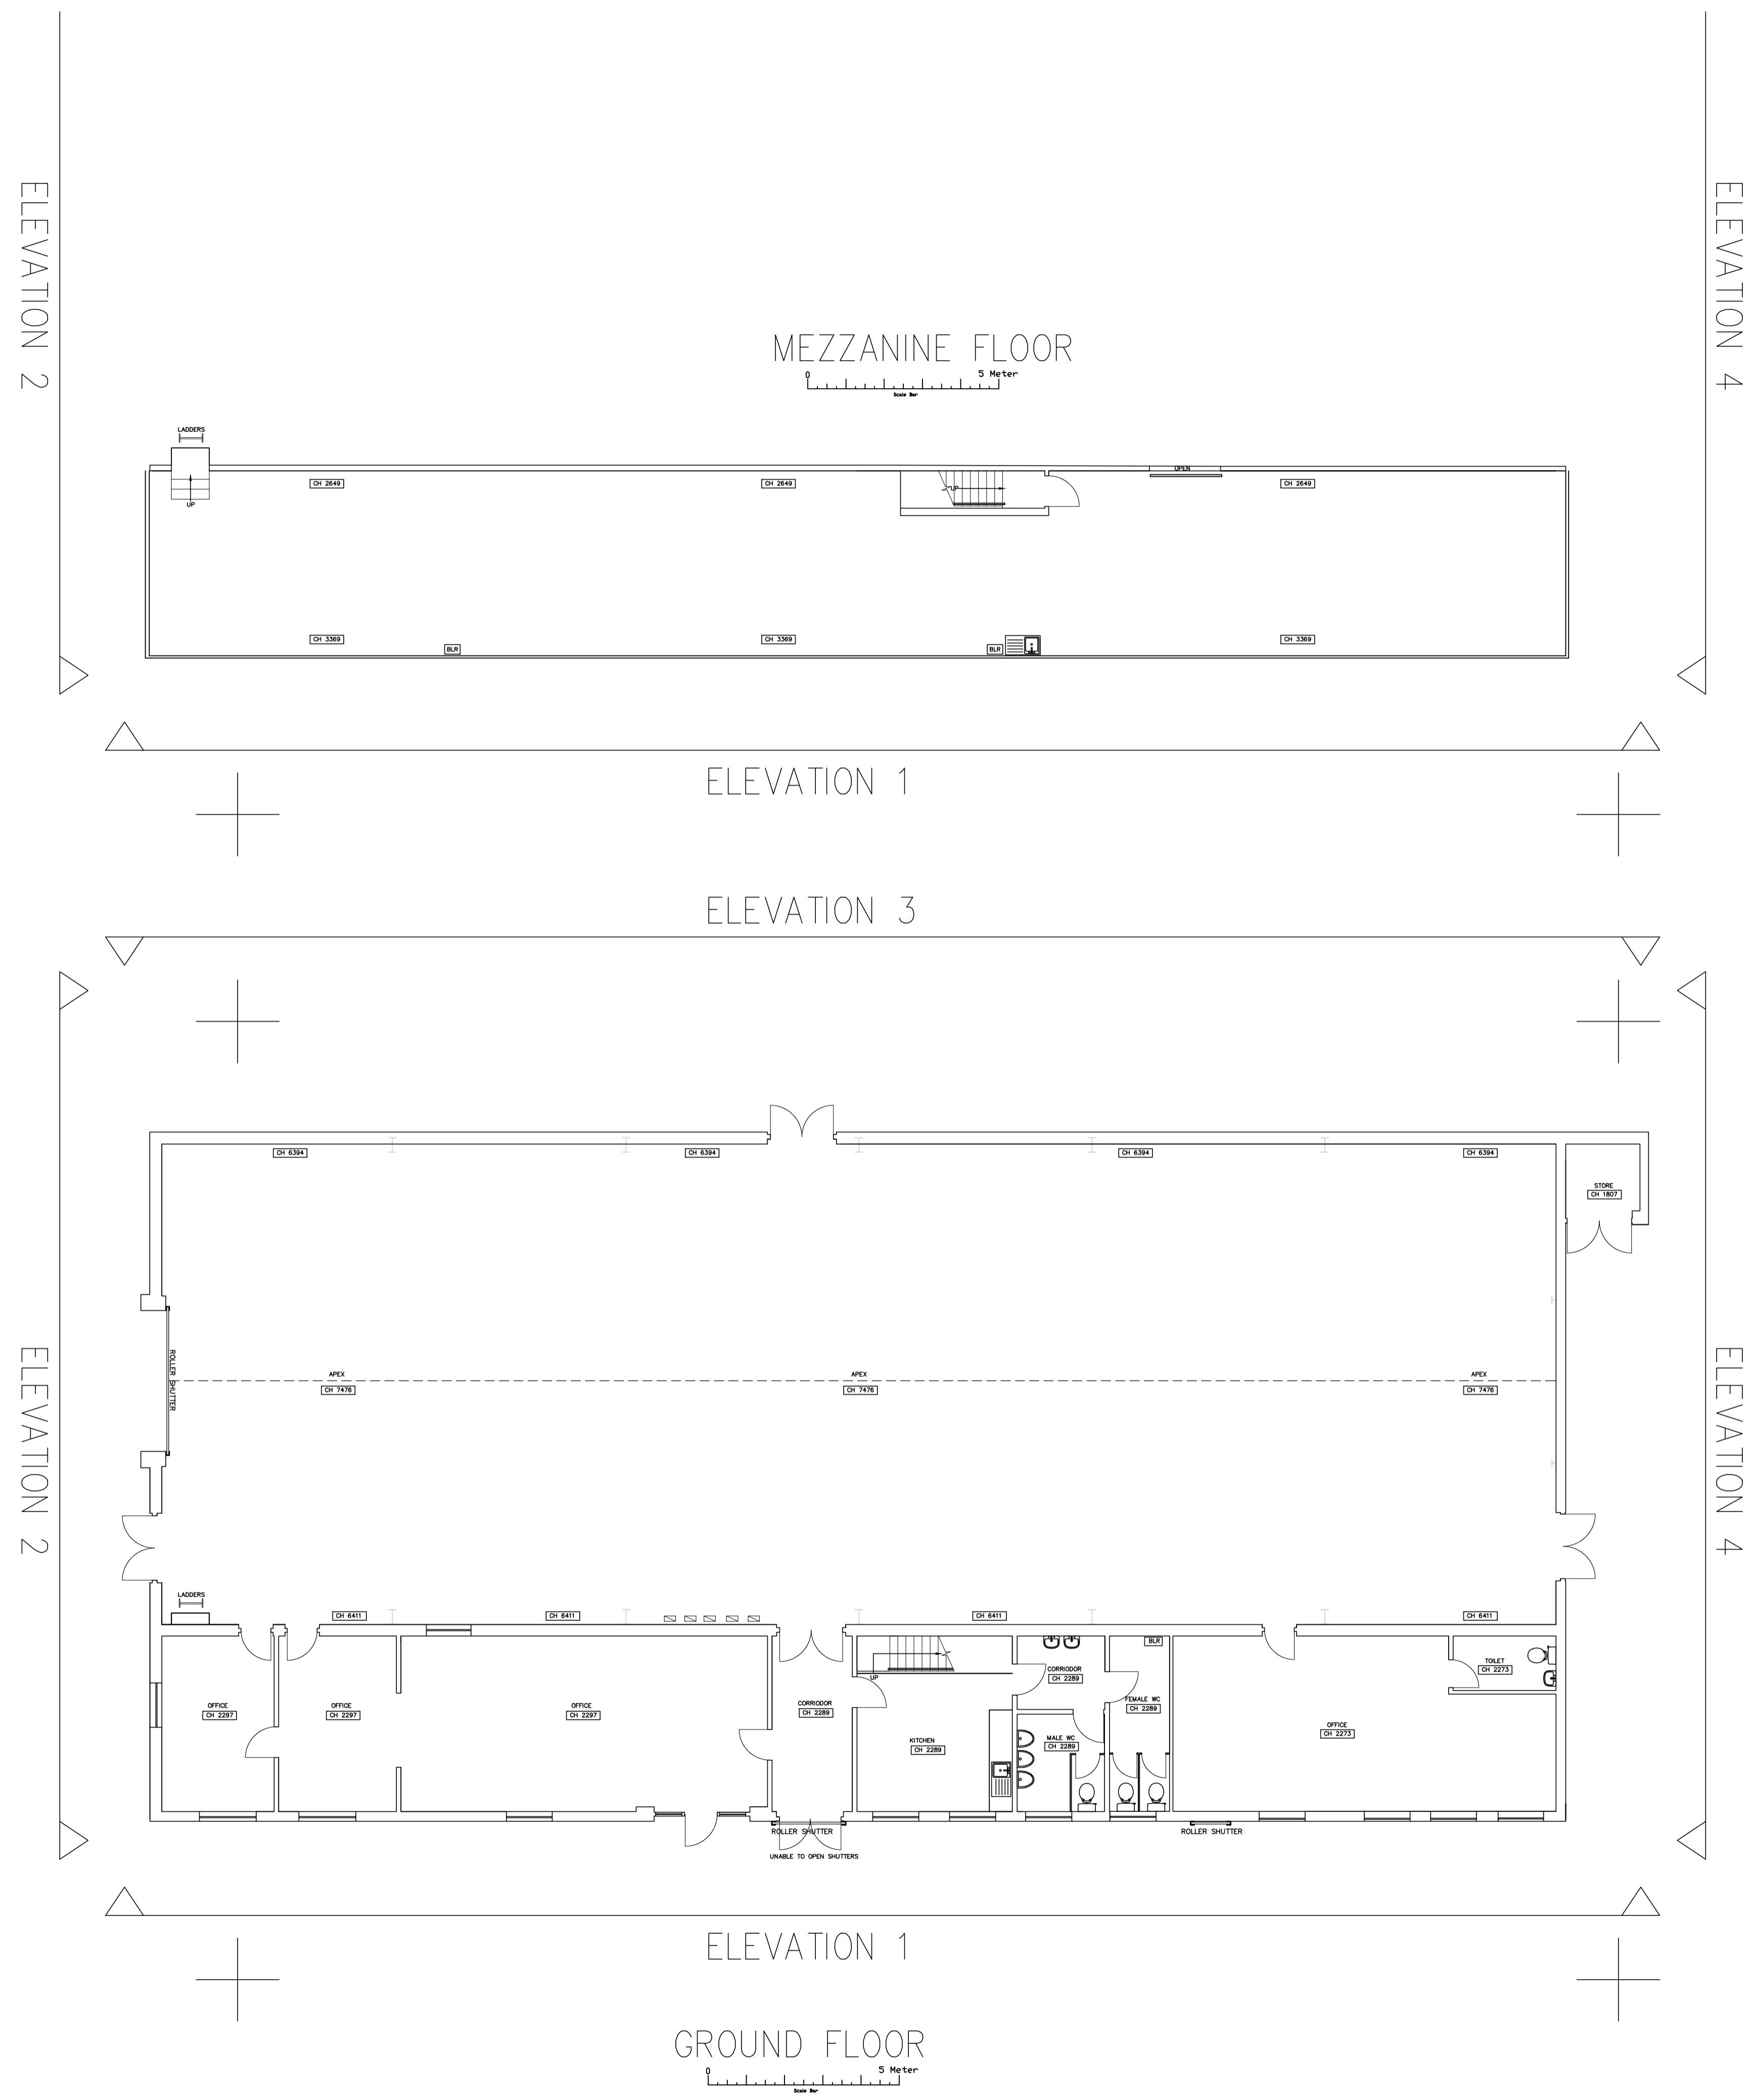 ELEVATION 2
ELEVATION 4
MEZZANINE FLOOR
0 5 Meter
Scale Bar
LADDERS
OPEN
CH 2649
CH 2649
CH 2649
UP
UP
CH 3369
CH 3369
CH 3369
BLR
BLR
ELEVATION 1
ELEVATION 3
CH 6394
CH 6394
CH 6394
CH 6394
STORE
CH 1807
ELEVATION 2
ELEVATION 4
ROLLER SHUTTER
APEX
APEX
APEX
CH 7476
CH 7476
CH 7476
LADDERS
CH 6411
CH 6411
CH 6411
CH 6411
BLR
TOILET
CH 2273
CORRIODOR
CH 2289
UP
OFFICE
CH 2297
OFFICE
CH 2297
OFFICE
CH 2297
CORRIODOR
CH 2289
FEMALE WC
CH 2289
OFFICE
CH 2273
KITCHEN
CH 2289
MALE WC
CH 2289
ROLLER SHUTTER
ROLLER SHUTTER
UNABLE TO OPEN SHUTTERS
ELEVATION 1
GROUND FLOOR
0 5 Meter
Scale Bar